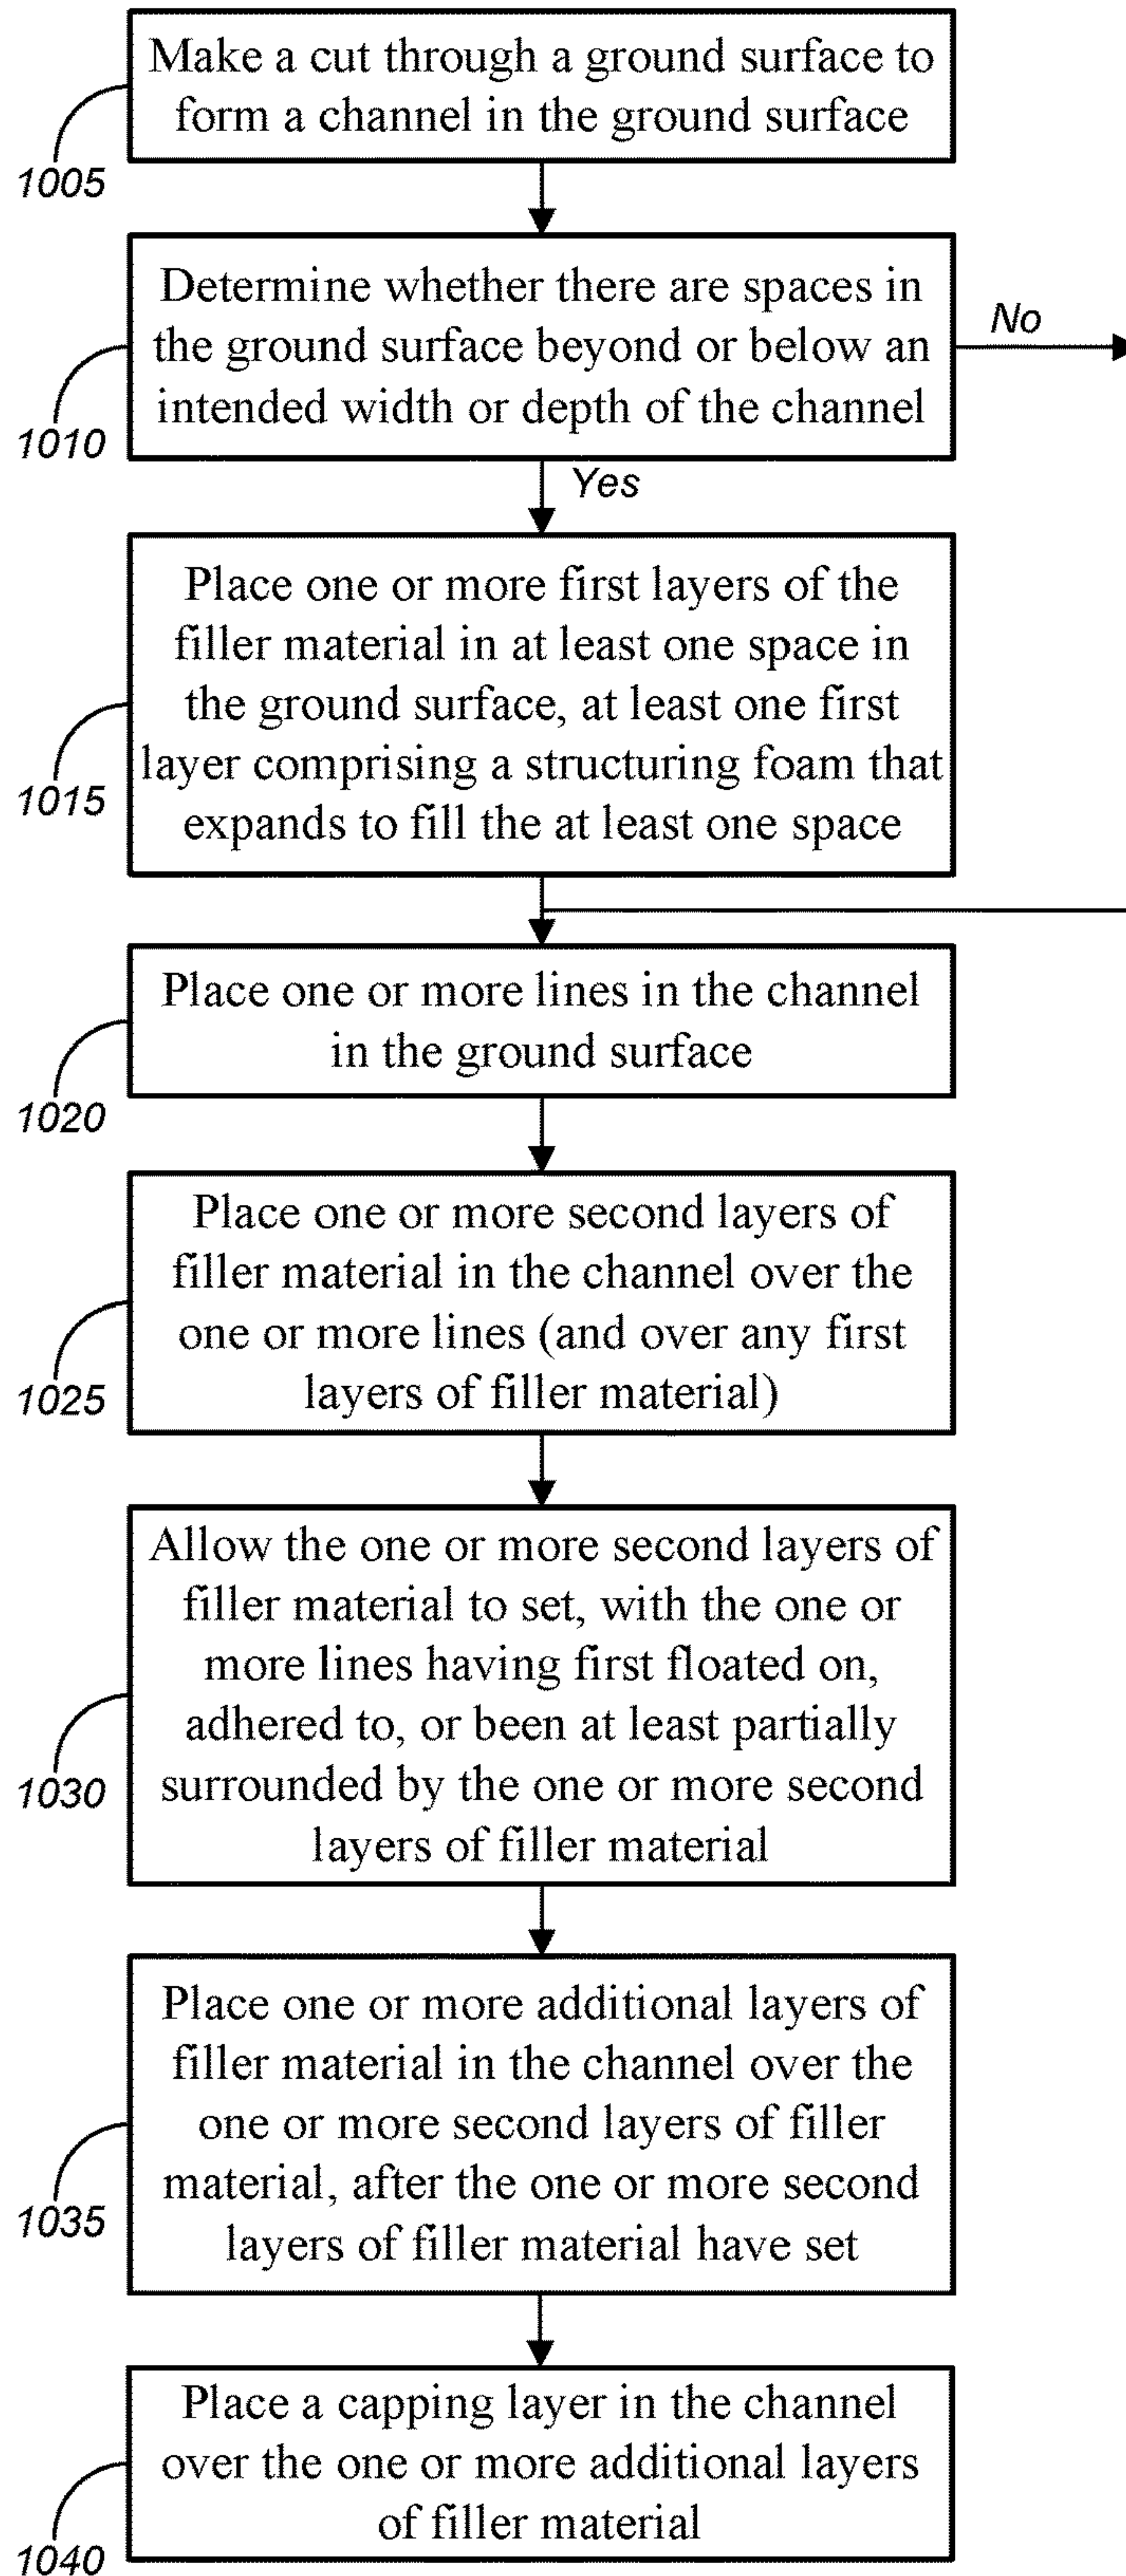 Make a cut through a ground surface to
form a channel in the ground surface
1005
Determine whether there are spaces in
the ground surface beyond or below an
intended width or depth of the channel
No
1010
Yes
Place one or more first layers of the
filler material in at least one space in
the ground surface, at least one first
layer comprising a structuring foam that
expands to fill the at least one space
1015
Place one or more lines in the channel
in the ground surface
1020
Place one or more second layers of
filler material in the channel over the
one or more lines (and over any first
layers of filler material)
1025
Allow the one or more second layers of
filler material to set, with the one or
more lines having first floated on,
adhered to, or been at least partially
surrounded by the one or more second
layers of filler material
1030
Place one or more additional layers of
filler material in the channel over the
one or more second layers of filler
material, after the one or more second
layers of filler material have set
1035
Place a capping layer in the channel
over the one or more additional layers
of filler material
1040